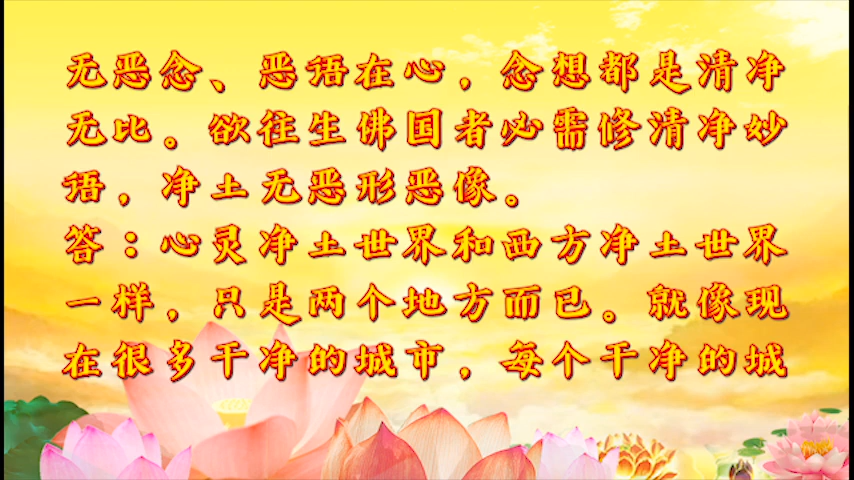 无恶念、恶语在心，念想都是清净
无比。欲往生佛国者必需修清净妙
语，净土无恶形恶像。
答：心灵净土世界和西方净土世界
一样，只是两个地方而已。就像现
在很多干净的城市，每个干净的城